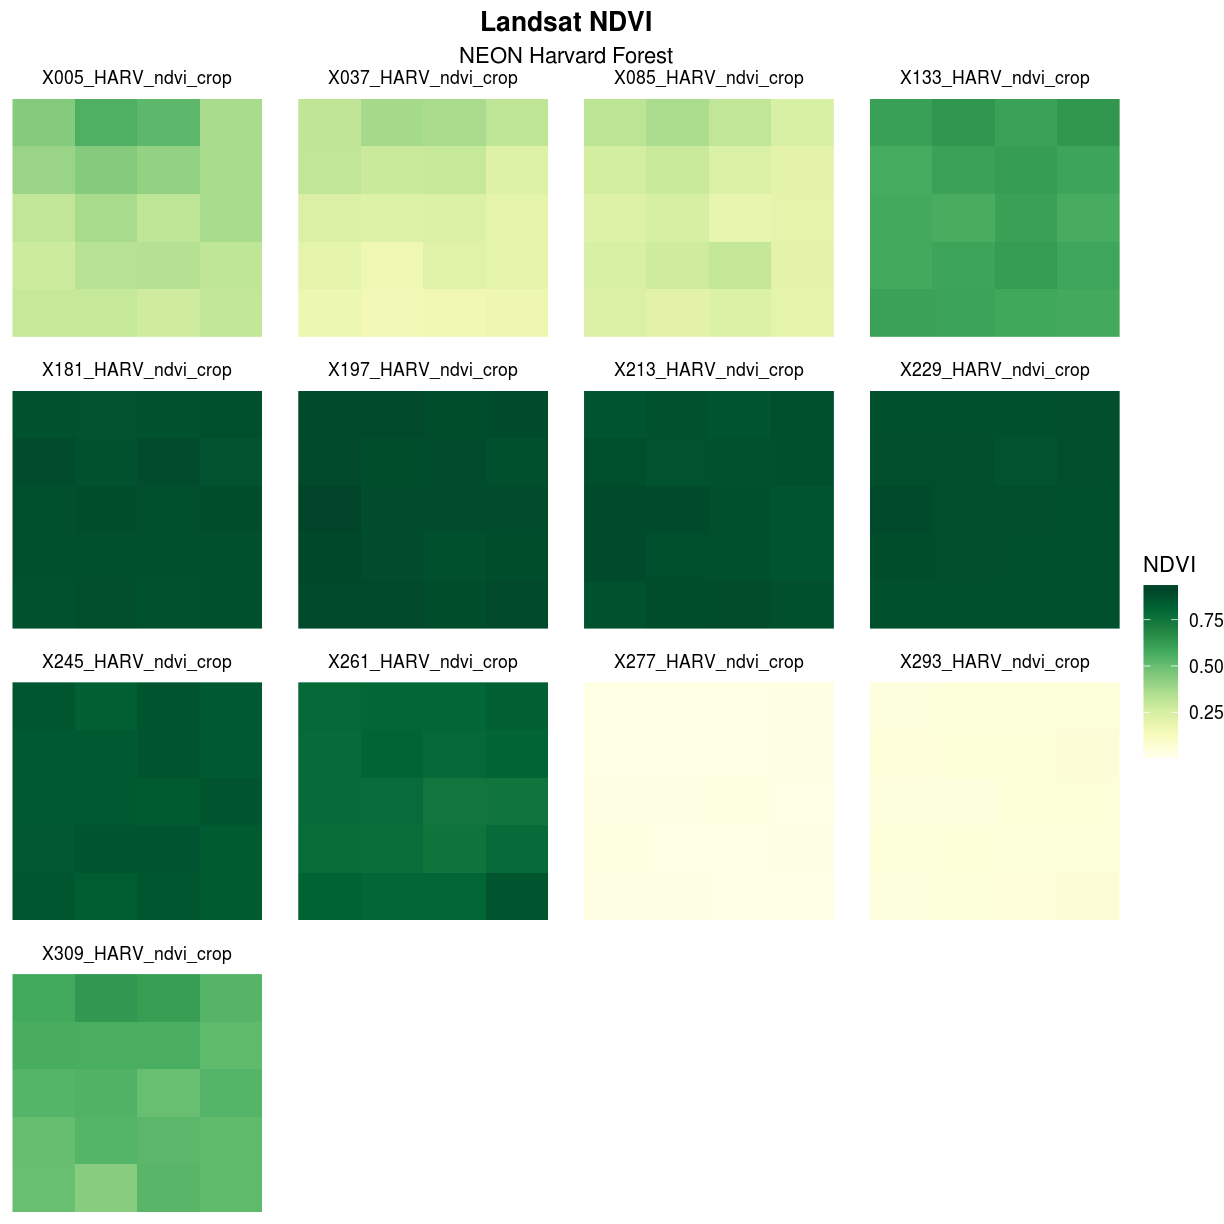 Landsat NDVI
NEON Harvard Forest
X005_HARV_ndvi_crop
X037_HARV_ndvi_crop
X085_HARV_ndvi_crop
X133_HARV_ndvi_crop
X181_HARV_ndvi_crop
X197_HARV_ndvi_crop
X213_HARV_ndvi_crop
X229_HARV_ndvi_crop
X245_HARV_ndvi_crop
X261_HARV_ndvi_crop
X277_HARV_ndvi_crop
X293_HARV_ndvi_crop
X309_HARV_ndvi_crop
NDVI
0.75
0.50
0.25